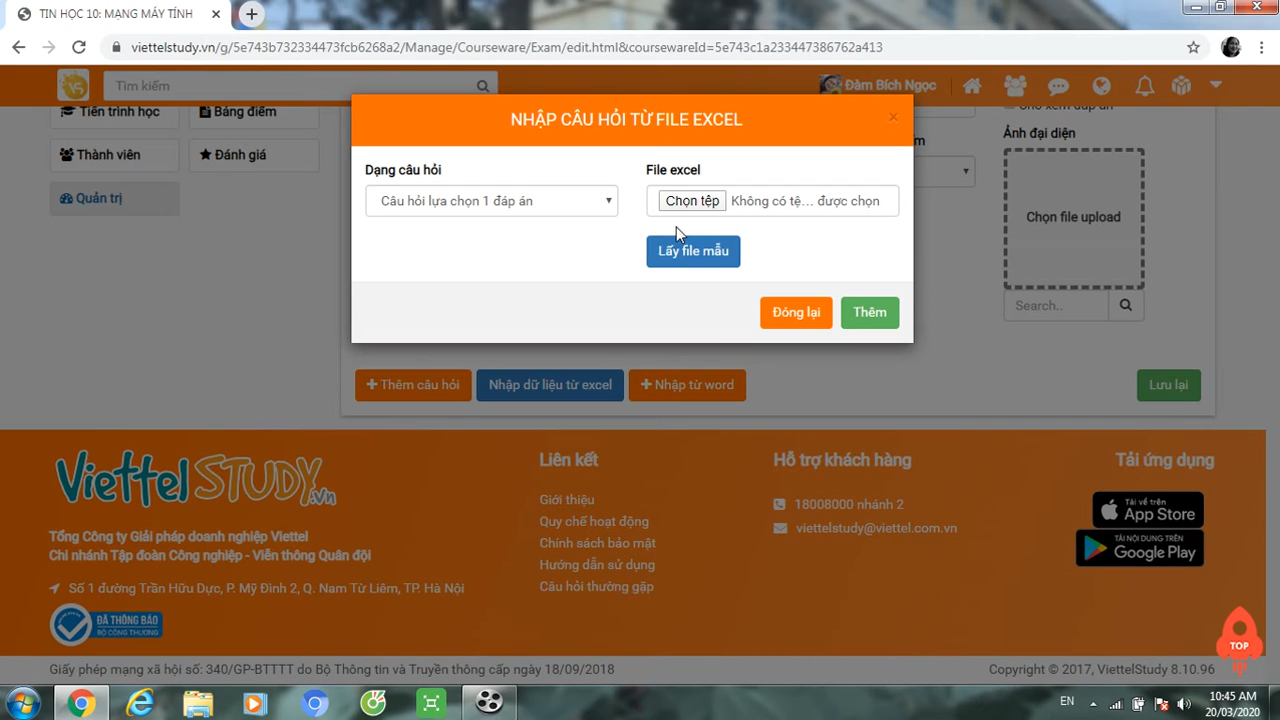 TIN HỌC 10: MẠNG MÁY TÍNH
viettelstudy.vn/g/5e743b732334473fcb6268a2/Manage/Courseware/Exam/edit.html&coursewareId=5e743c1a233447386762a413
VS
Tìm kiếm
Đàm Bích Ngọc
Tiến trình học
Bảng điểm
Thành viên
Đánh giá
Quản trị
Cho xem đáp án
Ảnh đại diện
Chọn file upload
Search..
NHẬP CÂU HỎI TỪ FILE EXCEL
×
Dạng câu hỏi
File excel
Câu hỏi lựa chọn 1 đáp án
Chọn tệp Không có tệ… được chọn
Lấy file mẫu
Đóng lại
Thêm
Thêm câu hỏi
Nhập dữ liệu từ excel
Nhập từ word
Lưu lại
ViettelSTUDY.vn
Tổng Công ty Giải pháp doanh nghiệp Viettel
Chi nhánh Tập đoàn Công nghiệp - Viễn thông Quân đội
Số 1 đường Trần Hữu Dực, P. Mỹ Đình 2, Q. Nam Từ Liêm, TP. Hà Nội
ĐÃ THÔNG BÁO
BỘ CÔNG THƯƠNG
Liên kết
Giới thiệu
Quy chế hoạt động
Chính sách bảo mật
Hướng dẫn sử dụng
Câu hỏi thường gặp
Hỗ trợ khách hàng
18008000 nhánh 2
viettelstudy@viettel.com.vn
Tải ứng dụng
Tải về trên
App Store
TẢI NỘI DUNG TRÊN
Google Play
TOP
Giấy phép mạng xã hội số: 340/GP-BTTTT do Bộ Thông tin và Truyền thông cấp ngày 18/09/2018
Copyright © 2017, ViettelStudy 8.10.96
EN
10:45 AM
20/03/2020